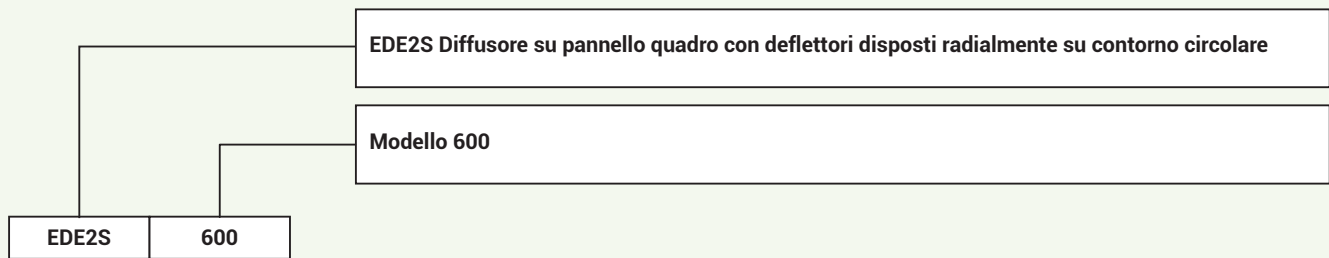 EDE2S Diffusore su pannello quadro con deflettori disposti radialmente su contorno circolare
Modello 600
EDE2S 600